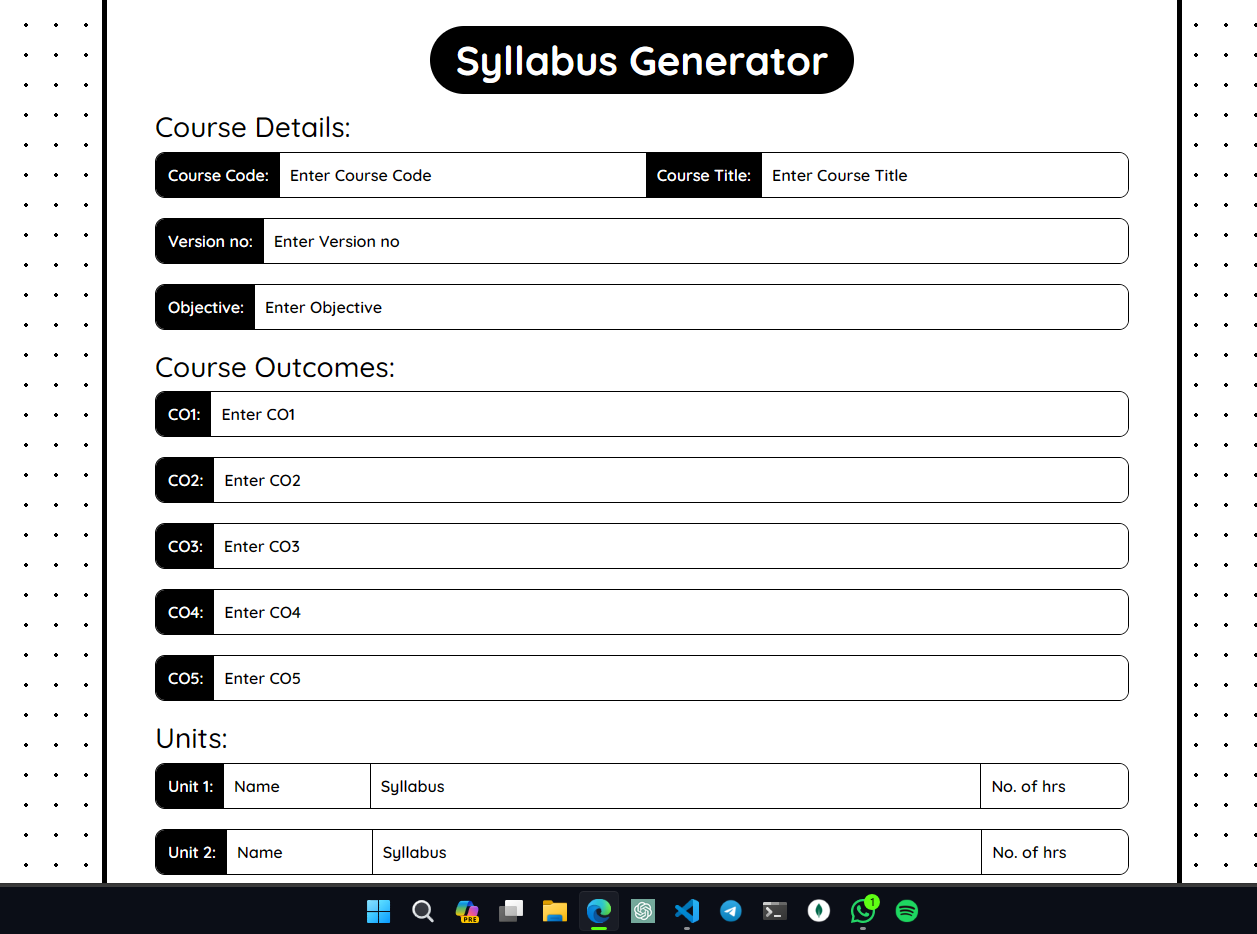 Syllabus Generator
Course Details:
Course Code: Enter Course Code Course Title: Enter Course Title
Version no: Enter Version no
Objective: Enter Objective
Course Outcomes:
CO1: Enter CO1
CO2: Enter CO2
CO3: Enter CO3
CO4: Enter CO4
CO5: Enter CO5
Units:
Unit 1: Name Syllabus No. of hrs
Unit 2: Name Syllabus No. of hrs
PRE
1